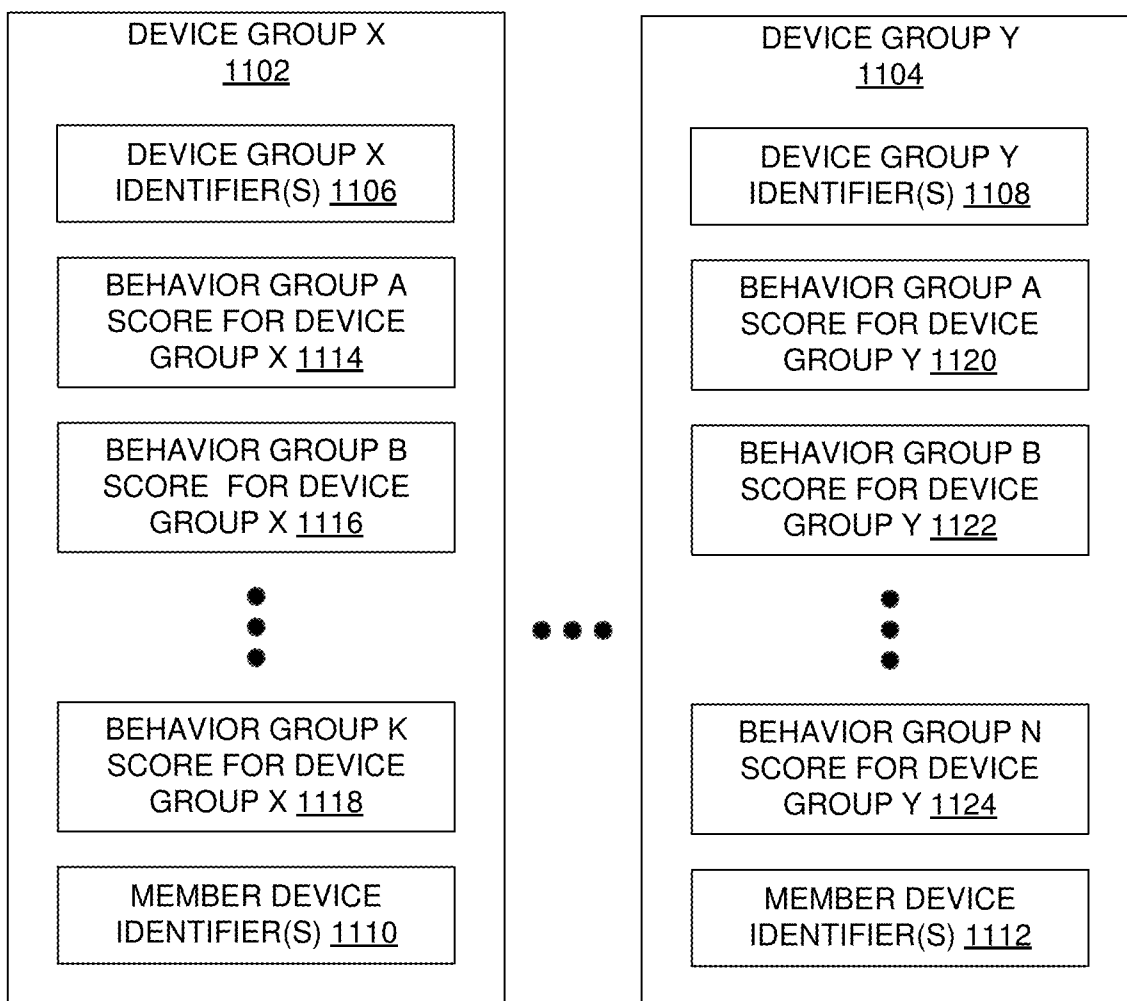 DEVICE GROUP X
1102
DEVICE GROUP X
IDENTIFIER(S) 1106
BEHAVIOR GROUP A
SCORE FOR DEVICE
GROUP X 1114
BEHAVIOR GROUP B
SCORE FOR DEVICE
GROUP X 1116
BEHAVIOR GROUP K
SCORE FOR DEVICE
GROUP X 1118
MEMBER DEVICE
IDENTIFIER(S) 1110
DEVICE GROUP Y
1104
DEVICE GROUP Y
IDENTIFIER(S) 1108
BEHAVIOR GROUP A
SCORE FOR DEVICE
GROUP Y 1120
BEHAVIOR GROUP B
SCORE FOR DEVICE
GROUP Y 1122
BEHAVIOR GROUP N
SCORE FOR DEVICE
GROUP Y 1124
MEMBER DEVICE
IDENTIFIER(S) 1112